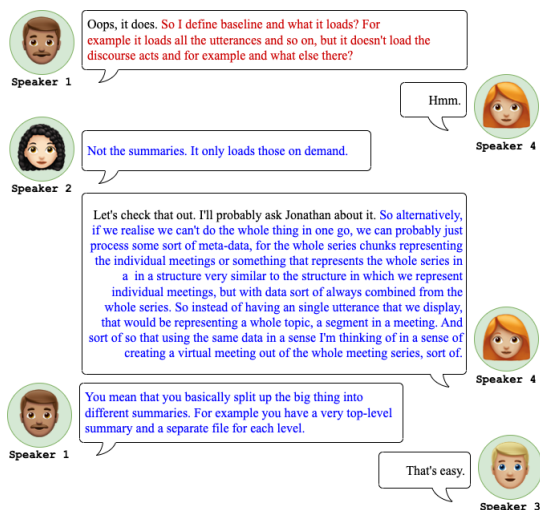 Oops, it does. So I define baseline and what it loads? For
example it loads all the utterances and so on, but it doesn't load the
discourse acts and for example and what else there?
Speaker 1
Hmm.
Speaker 4
Not the summaries. It only loads those on demand.
Speaker 2
Let's check that out. I'll probably ask Jonathan about it. So alternatively,
if we realise we can't do the whole thing in one go, we can probably just
process some sort of meta-data, for the whole series chunks representing
the individual meetings or something that represents the whole series in
a in a structure very similar to the structure in which we represent
individual meetings, but with data sort of always combined from the
whole series. So instead of having an single utterance that we display,
that would be representing a whole topic, a segment in a meeting. And
sort of so that using the same data in a sense I'm thinking of in a sense of
creating a virtual meeting out of the whole meeting series, sort of.
Speaker 4
You mean that you basically split up the big thing into
different summaries. For example you have a very top-level
summary and a separate file for each level.
Speaker 1
That's easy.
Speaker 3